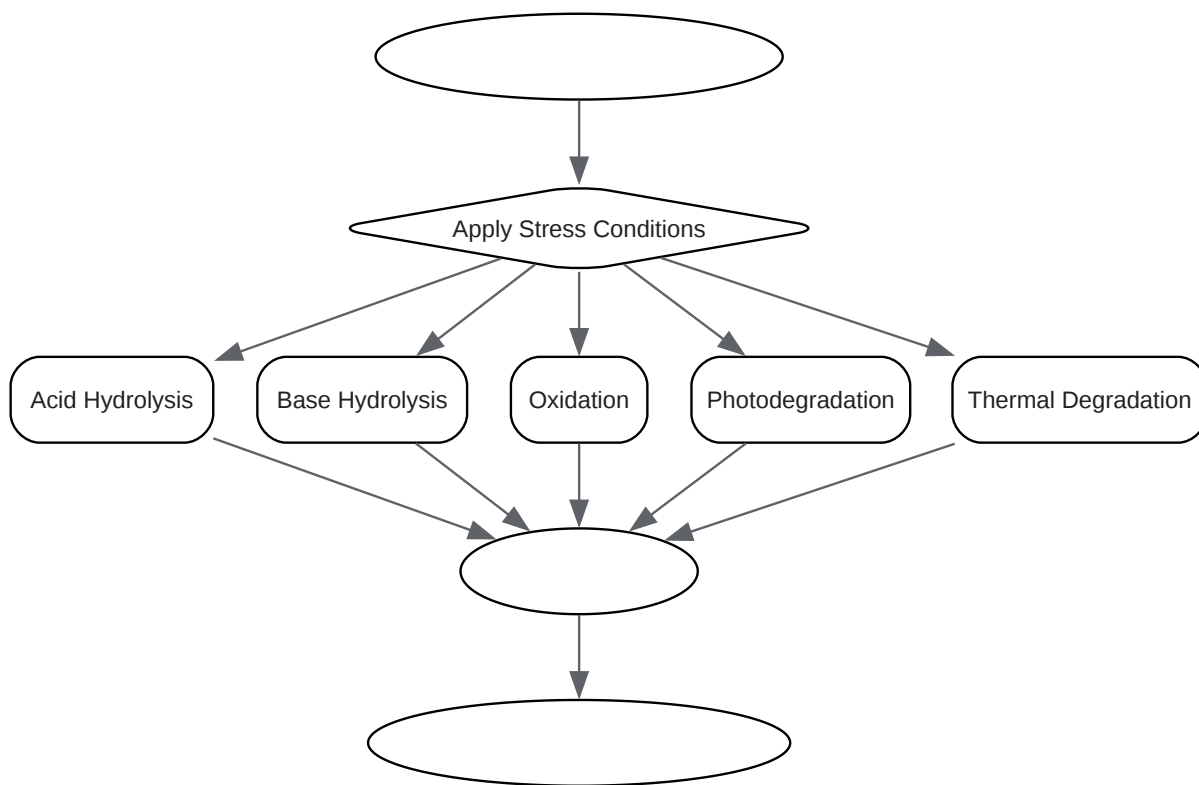 Apply Stress Conditions
Acid Hydrolysis
Base Hydrolysis
Oxidation
Photodegradation
Thermal Degradation